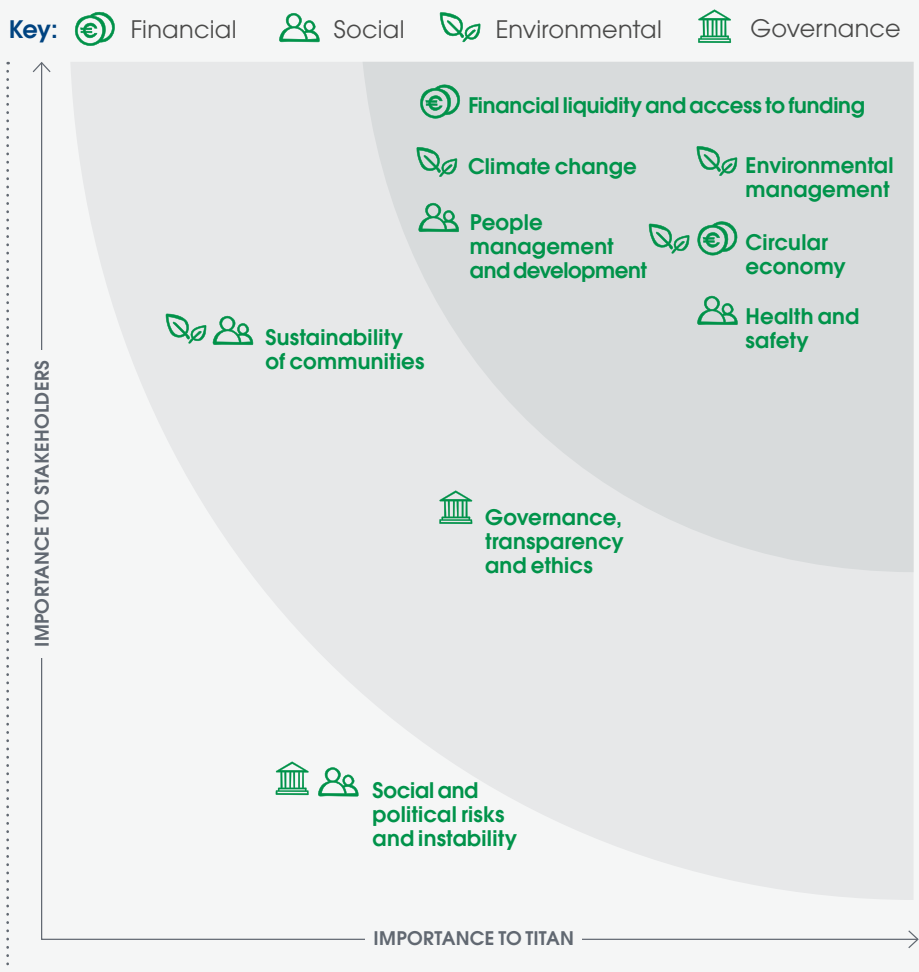 Key: Financial Social Environmental Governance
Financial liquidity and access to funding
Climate change
Environmental
management
People
management
and development
Circular
economy
Health and
safety
Sustainability
of communities
Governance,
transparency
and ethics
Social and
political risks
and instability
IMPORTANCE TO STAKEHOLDERS
IMPORTANCE TO TITAN